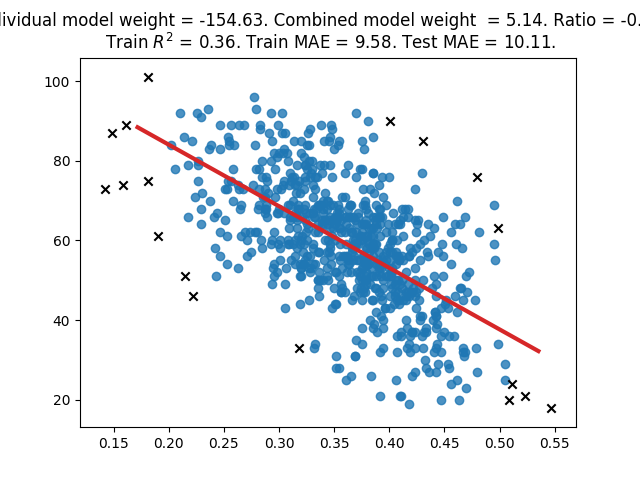 dividual model weight = -154.63. Combined model weight = 5.14. Ratio = -0.
Train R² = 0.36. Train MAE = 9.58. Test MAE = 10.11.
100
80
60
40
20
0.15 0.20 0.25 0.30 0.35 0.40 0.45 0.50 0.55